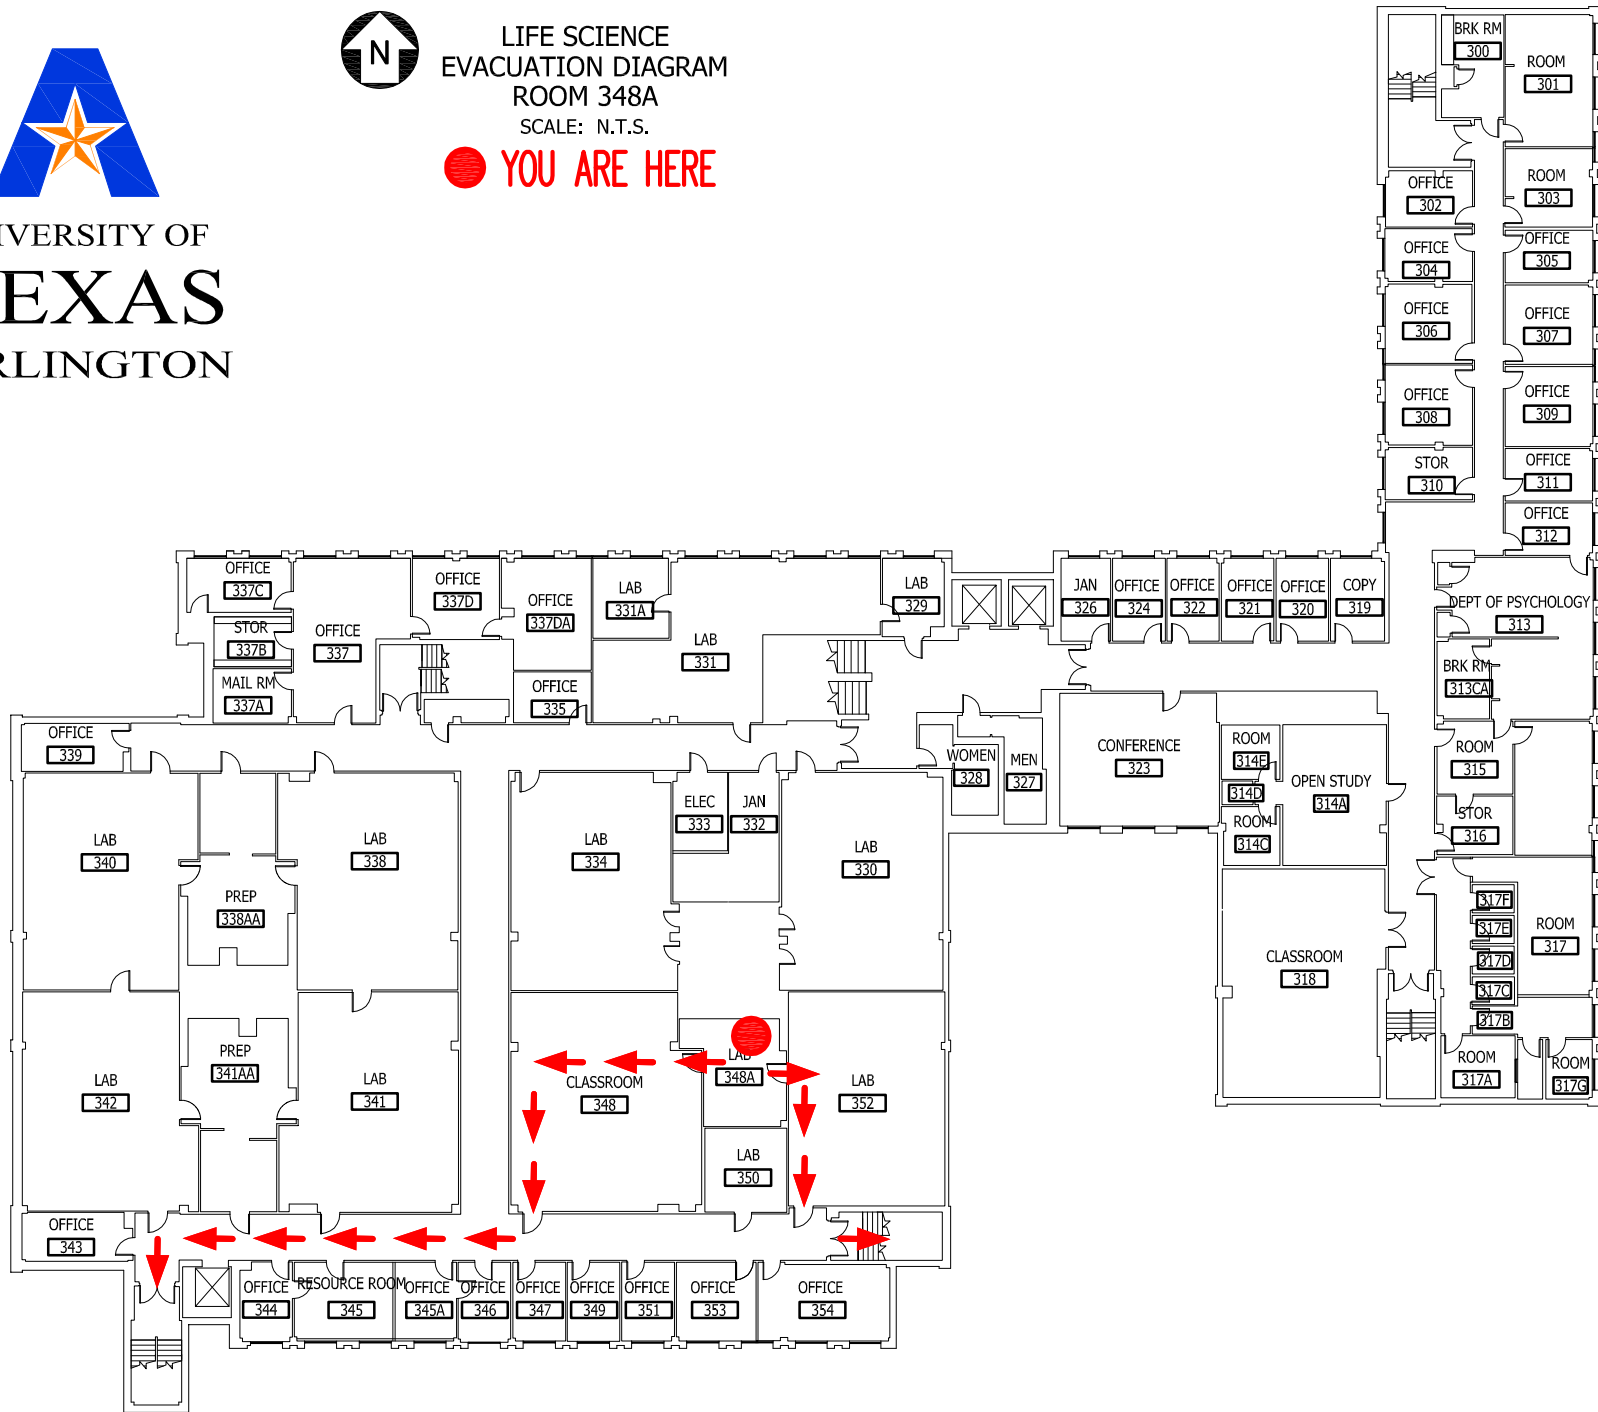 N
LIFE SCIENCE
EVACUATION DIAGRAM
ROOM 348A
SCALE: N.T.S.
YOU ARE HERE
IVERSITY OF
EXAS
RLINGTON
BRK RM
300
ROOM
301
OFFICE
302
ROOM
303
OFFICE
304
OFFICE
305
OFFICE
306
OFFICE
307
OFFICE
308
OFFICE
309
STOR
310
OFFICE
311
OFFICE
312
DEPT OF PSYCHOLOGY
313
BRK RM
313CA
ROOM
315
STOR
316
317F
317E
317D
317C
317B
ROOM
317
ROOM
317A
ROOM
317G
OFFICE
337C
STOR
337B
MAIL RM
337A
OFFICE
337
OFFICE
337D
OFFICE
337DA
OFFICE
335
LAB
331A
LAB
331
LAB
329
JAN
326
OFFICE
324
OFFICE
322
OFFICE
321
OFFICE
320
COPY
319
WOMEN
328
MEN
327
CONFERENCE
323
ROOM
314E
314D
ROOM
314C
OPEN STUDY
314A
CLASSROOM
318
OFFICE
339
LAB
340
PREP
338AA
LAB
338
LAB
334
ELEC
333
JAN
332
LAB
330
LAB
342
PREP
341AA
LAB
341
CLASSROOM
348
LAB
348A
LAB
352
LAB
350
OFFICE
343
OFFICE
344
RESOURCE ROOM
345
OFFICE
345A
OFFICE
346
OFFICE
347
OFFICE
349
OFFICE
351
OFFICE
353
OFFICE
354